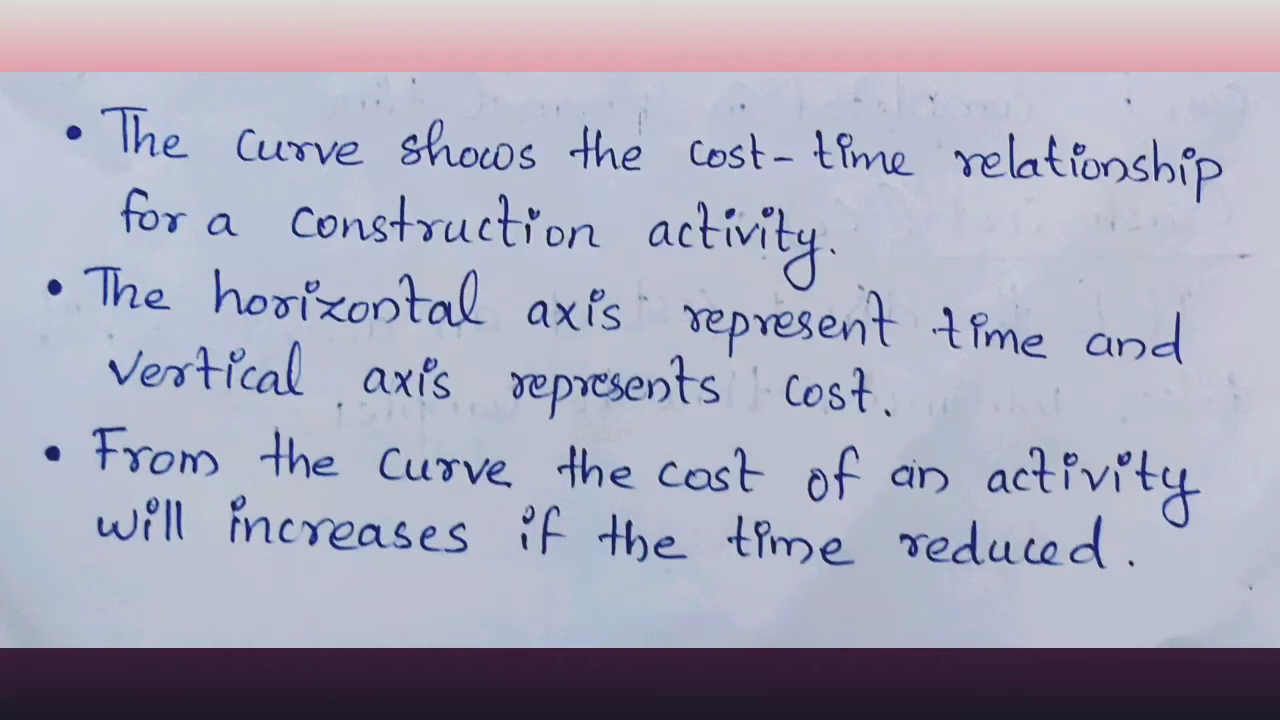 • The curve shows the cost-time relationship
for a construction activity.
• The horizontal axis represent time and
vertical axis represents cost.
• From the curve the cost of an activity
will increases if the time reduced.